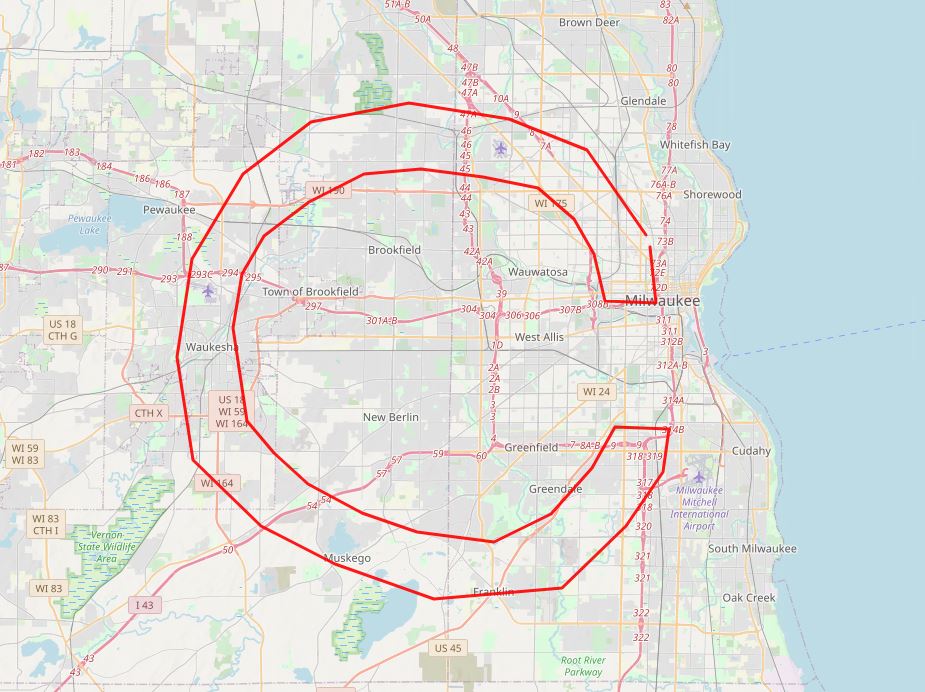 51A-B
50A
Brown Deer
83
82A
48
47B
47B
47A
80
80
10A
Glendale
47A
9
8
7A
46
45
45
78
Whitefish Bay
181
182
183
184
186
186
187
WI 190
44
44
43
WI 175
77A
76A-B
76A
Shorewood
Pewaukee
Pewaukee
Lake
188
Brookfield
74
73B
42A
42A
290
291
293
293C
294
295
Wauwatosa
73A
72E
72D
Town of Brookfield
297
301A-B
39
304
304
306
306
307B
308B
Milwaukee
311
311
312B
US 18
CTH G
Waukesha
1D
West Allis
3
312A-B
2A
2A
2B
3
3
4
WI 24
314A
CTH X
US 18
WI 59
WI 164
New Berlin
314B
WI 59
WI 83
57
57
59
60
Greenfield
7
8A-B
9
318
319
Cudahy
WI 164
54
54
Greendale
317
318
Milwaukee
Mitchell
International
Airport
WI 83
CTH I
Vernon
State Wildlife
Area
50
Muskego
320
321
321
South Milwaukee
WI 83
I 43
Franklin
Oak Creek
322
322
43
43
US 45
Root River
Parkway